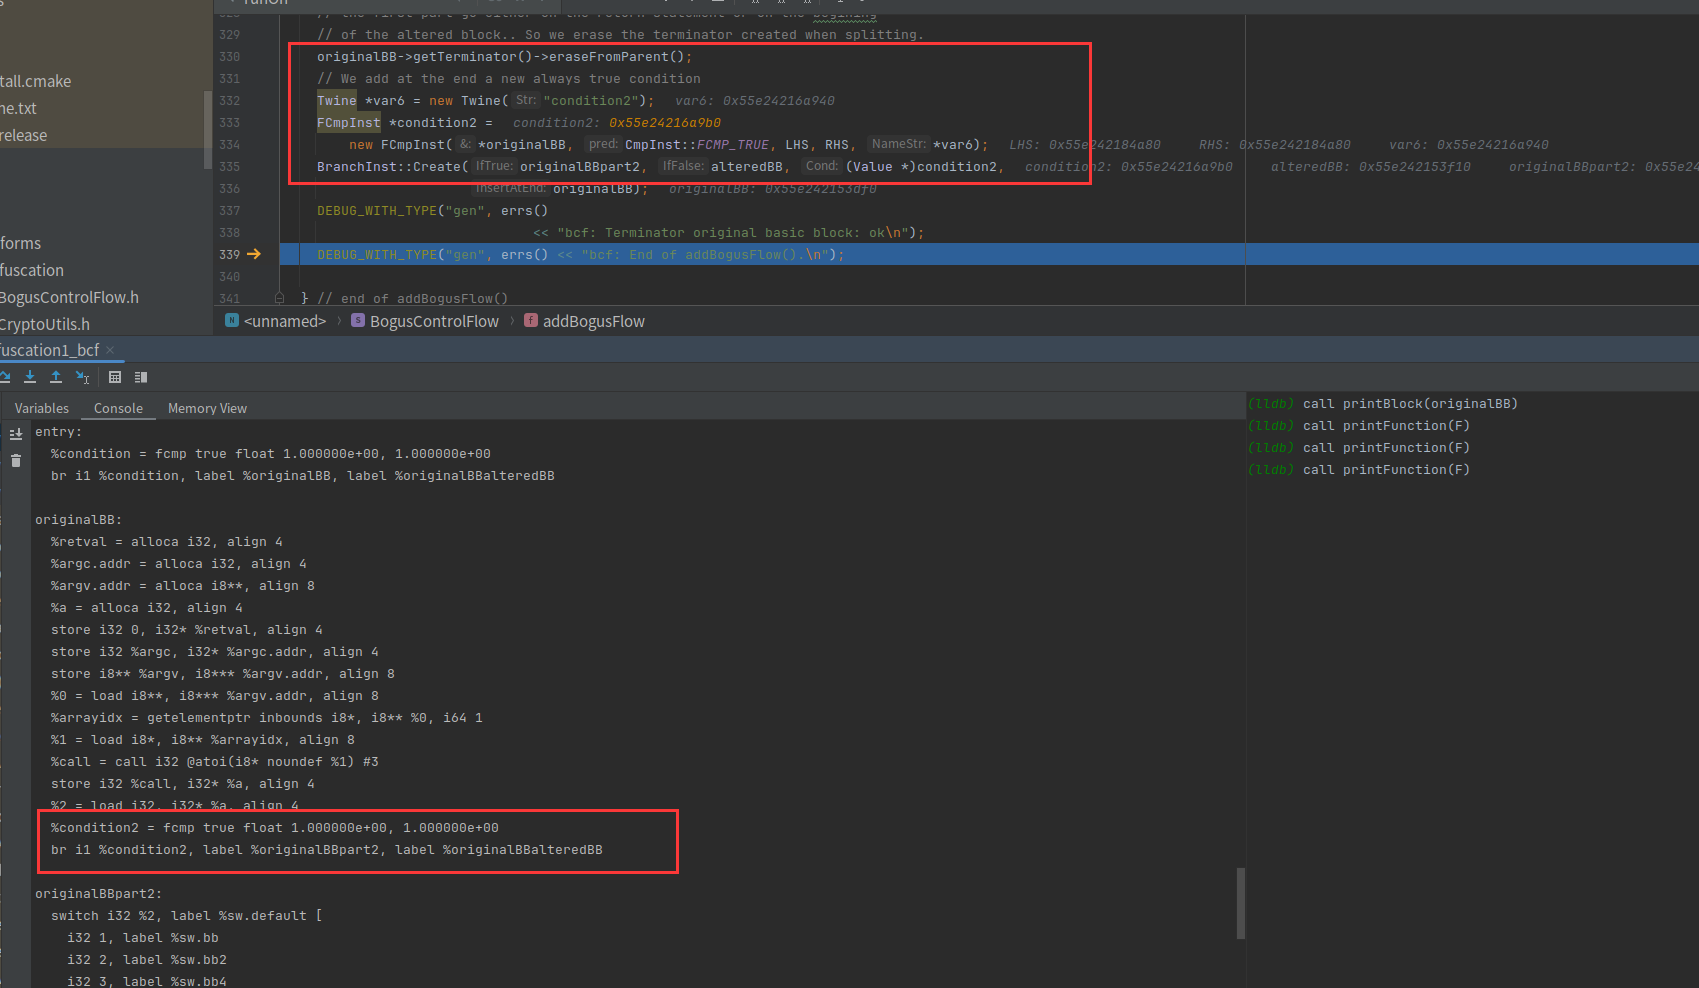 runOn
// the first part go either on the return statement or on the begining
329 // of the altered block.. So we erase the terminator created when splitting.
330 originalBB->getTerminator()->eraseFromParent();
331 // We add at the end a new always true condition
332 Twine *var6 = new Twine( Str: "condition2"); var6: 0x55e24216a940
333 FCmpInst *condition2 = condition2: 0x55e24216a9b0
334 new FCmpInst( &: *originalBB, pred: CmpInst::FCMP_TRUE, LHS, RHS, NameStr: *var6); LHS: 0x55e242184a80 RHS: 0x55e242184a80 var6: 0x55e24216a940
335 BranchInst::Create( IfTrue: originalBBpart2, IfFalse: alteredBB, Cond: (Value *)condition2, condition2: 0x55e24216a9b0 alteredBB: 0x55e242153f10 originalBBpart2: 0x55e24
336 InsertAtEnd: originalBB); originalBB: 0x55e242153df0
337 DEBUG_WITH_TYPE("gen", errs()
338 << "bcf: Terminator original basic block: ok\n");
339 DEBUG_WITH_TYPE("gen", errs() << "bcf: End of addBogusFlow().\n");
340
341 } // end of addBogusFlow()
tall.cmake
ne.txt
release
forms
fuscation
BogusControlFlow.h
CryptoUtils.h
N <unnamed> › S BogusControlFlow › f addBogusFlow
fuscation1_bcf ×
Variables Console Memory View
entry:
%condition = fcmp true float 1.000000e+00, 1.000000e+00
br i1 %condition, label %originalBB, label %originalBBalteredBB
originalBB:
%retval = alloca i32, align 4
%argc.addr = alloca i32, align 4
%argv.addr = alloca i8**, align 8
%a = alloca i32, align 4
store i32 0, i32* %retval, align 4
store i32 %argc, i32* %argc.addr, align 4
store i8** %argv, i8*** %argv.addr, align 8
%0 = load i8**, i8*** %argv.addr, align 8
%arrayidx = getelementptr inbounds i8*, i8** %0, i64 1
%1 = load i8*, i8** %arrayidx, align 8
%call = call i32 @atoi(i8* noundef %1) #3
store i32 %call, i32* %a, align 4
%2 = load i32, i32* %a, align 4
%condition2 = fcmp true float 1.000000e+00, 1.000000e+00
br i1 %condition2, label %originalBBpart2, label %originalBBalteredBB
originalBBpart2:
switch i32 %2, label %sw.default [
i32 1, label %sw.bb
i32 2, label %sw.bb2
i32 3, label %sw.bb4
(lldb) call printBlock(originalBB)
(lldb) call printFunction(F)
(lldb) call printFunction(F)
(lldb) call printFunction(F)